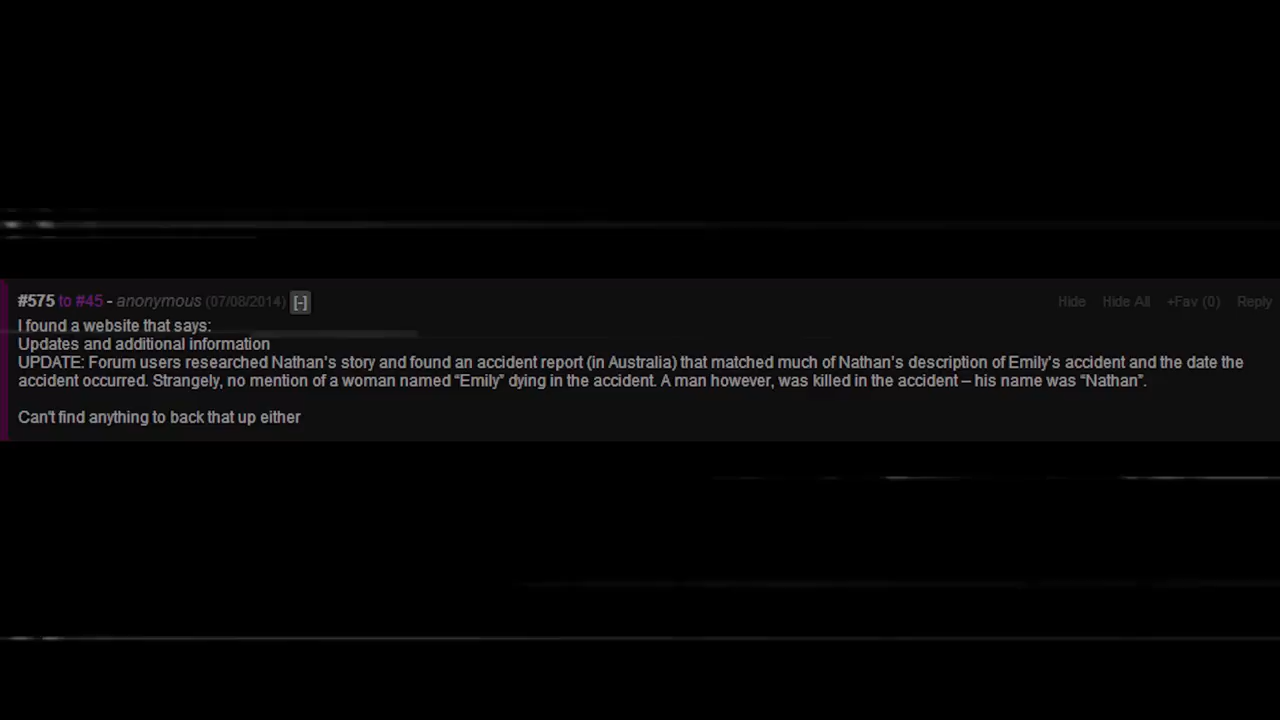 #575 to #45 - anonymous (07/08/2014) [-] Hide Hide All +Fav (0) Reply
I found a website that says:
Updates and additional information
UPDATE: Forum users researched Nathan's story and found an accident report (in Australia) that matched much of Nathan's description of Emily's accident and the date the
accident occurred. Strangely, no mention of a woman named “Emily” dying in the accident. A man however, was killed in the accident – his name was “Nathan”.
Can't find anything to back that up either